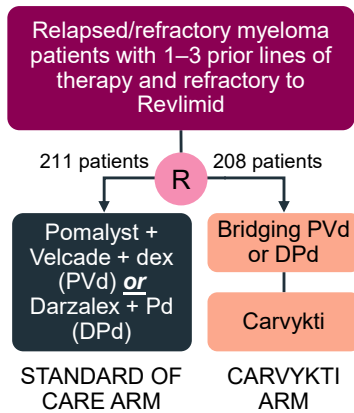 Relapsed/refractory myeloma
patients with 1–3 prior lines of
therapy and refractory to
Revlimid
211 patients
R
208 patients
Pomalyst +
Velcade + dex
(PVd) or
Darzalex + Pd
(DPd)
Bridging PVd
or DPd
Carvykti
STANDARD OF
CARE ARM
CARVYKTI
ARM